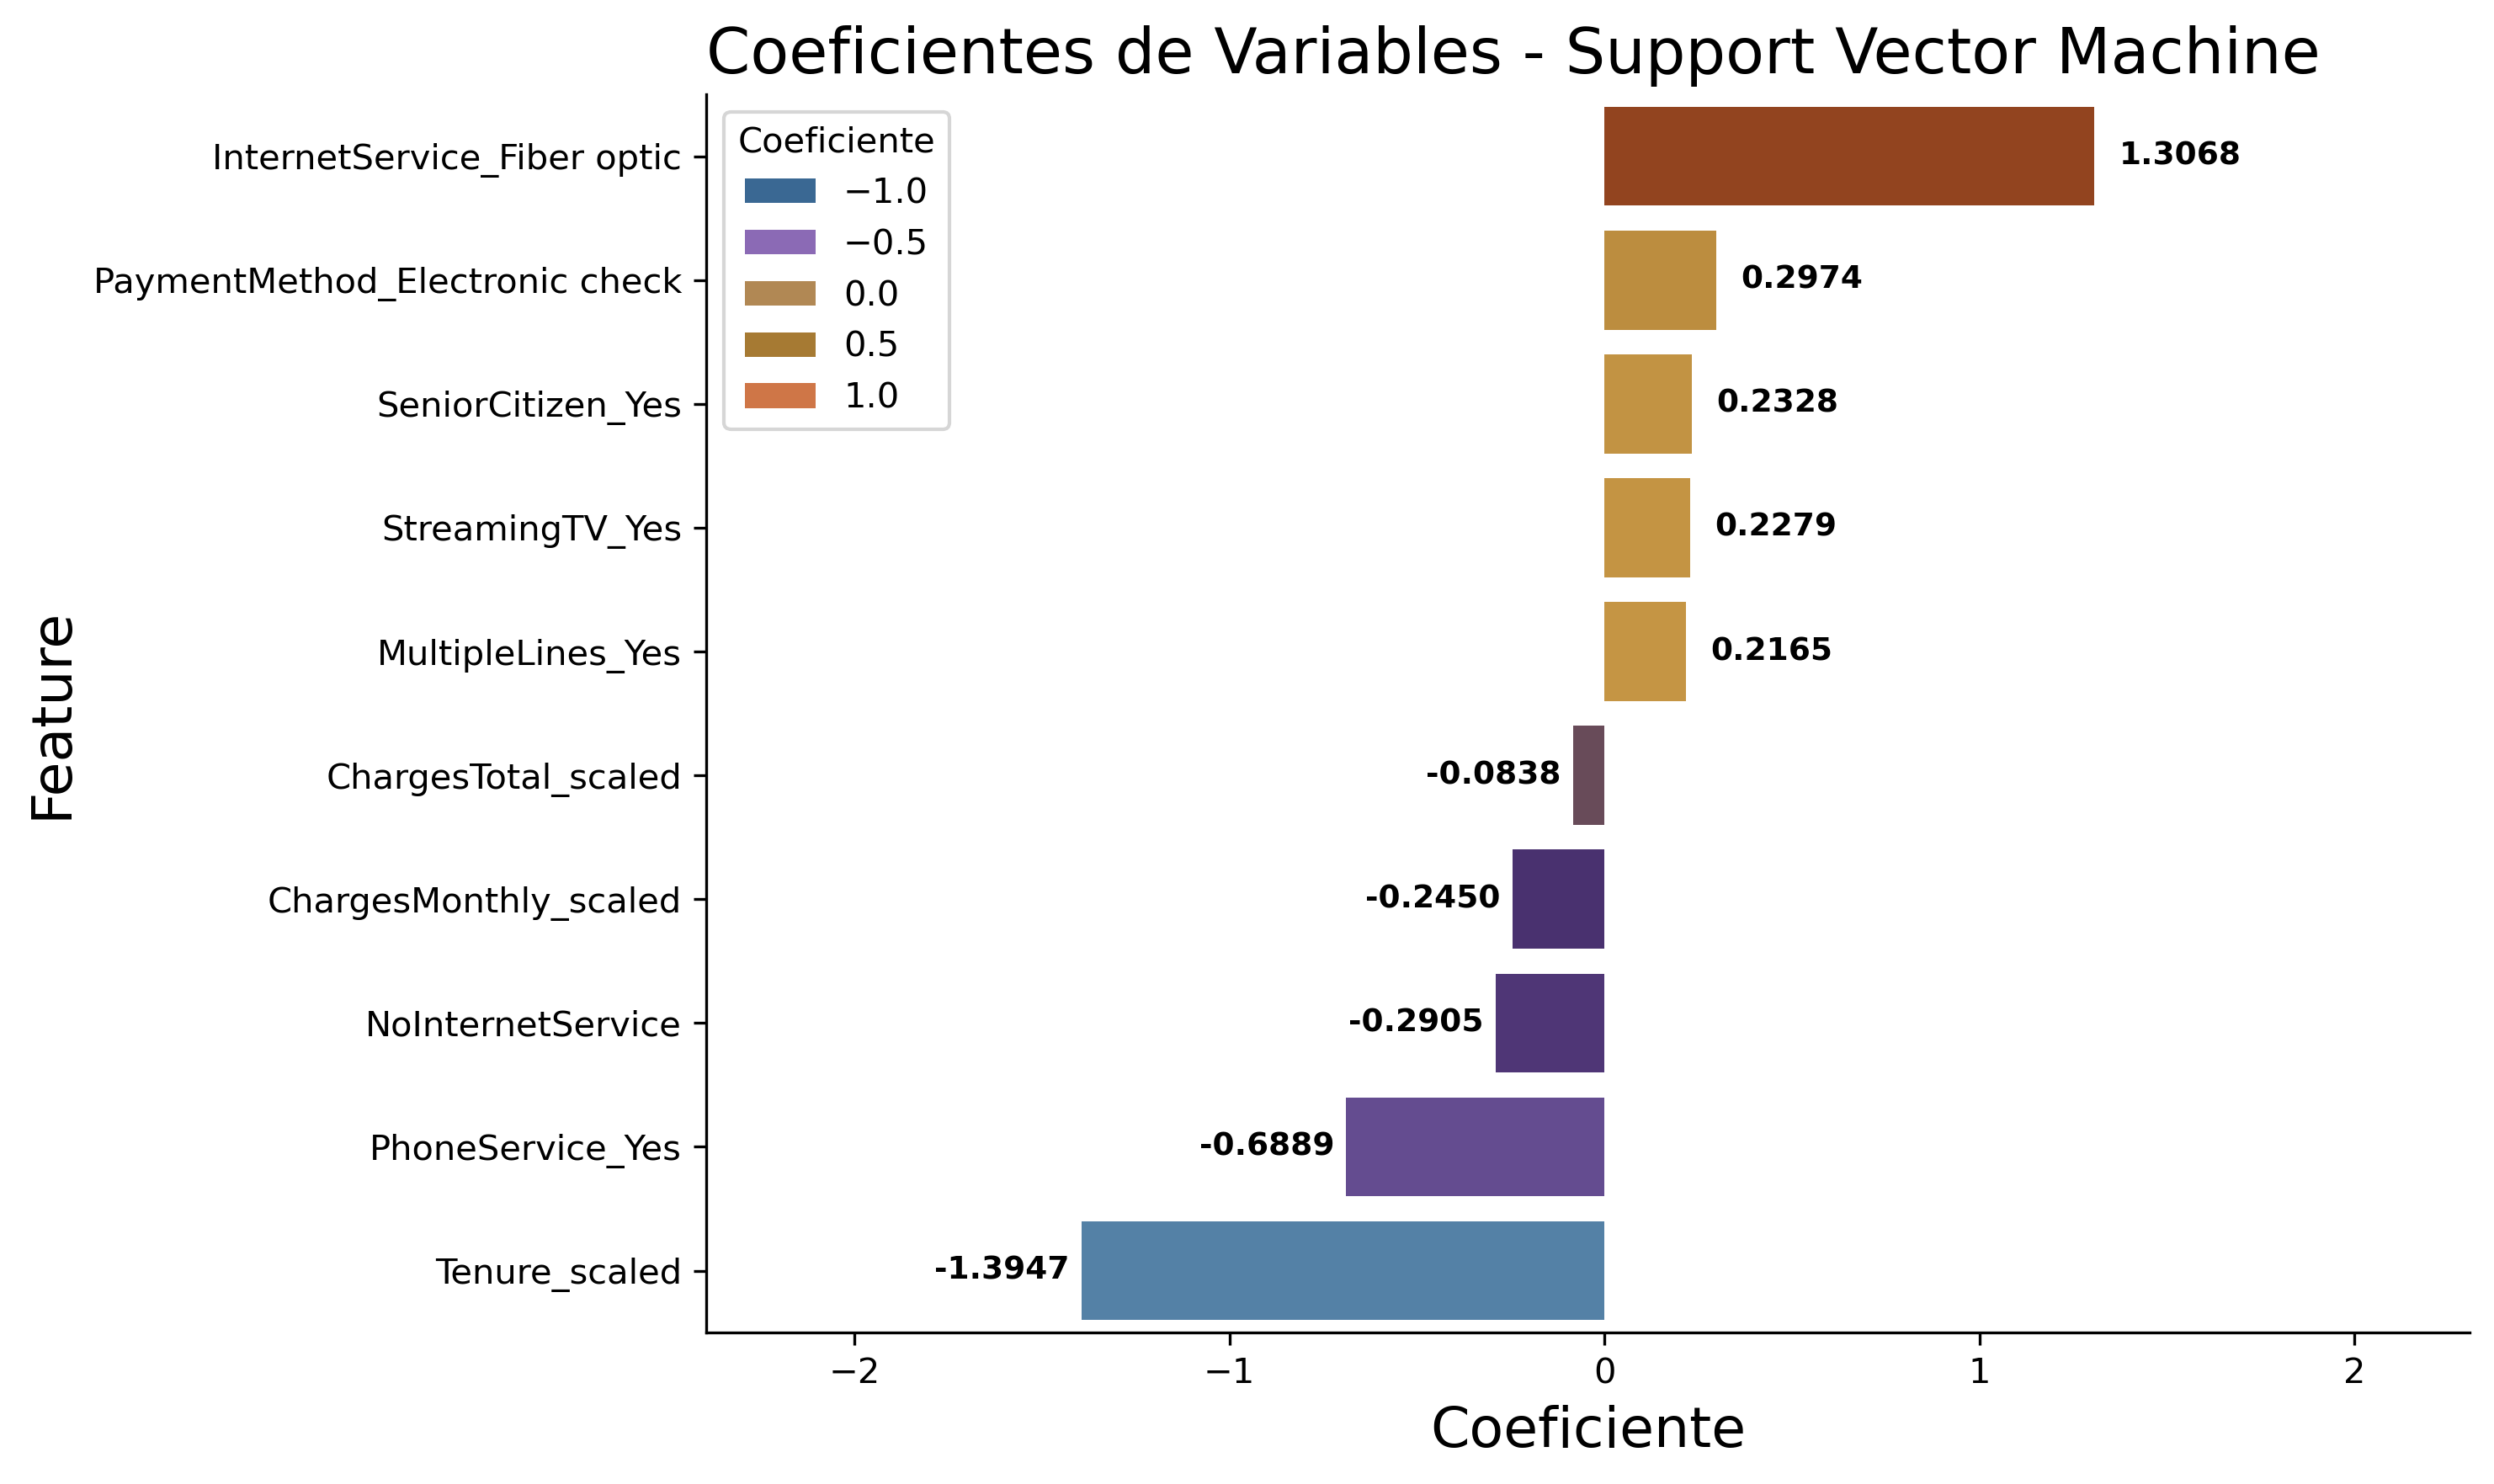 Coeficientes de Variables - Support Vector Machine
Coeficiente
−1.0
−0.5
0.0
0.5
1.0
Feature
InternetService_Fiber optic
1.3068
PaymentMethod_Electronic check
0.2974
SeniorCitizen_Yes
0.2328
StreamingTV_Yes
0.2279
MultipleLines_Yes
0.2165
ChargesTotal_scaled
-0.0838
ChargesMonthly_scaled
-0.2450
NoInternetService
-0.2905
PhoneService_Yes
-0.6889
Tenure_scaled
-1.3947
−2 −1 0 1 2
Coeficiente